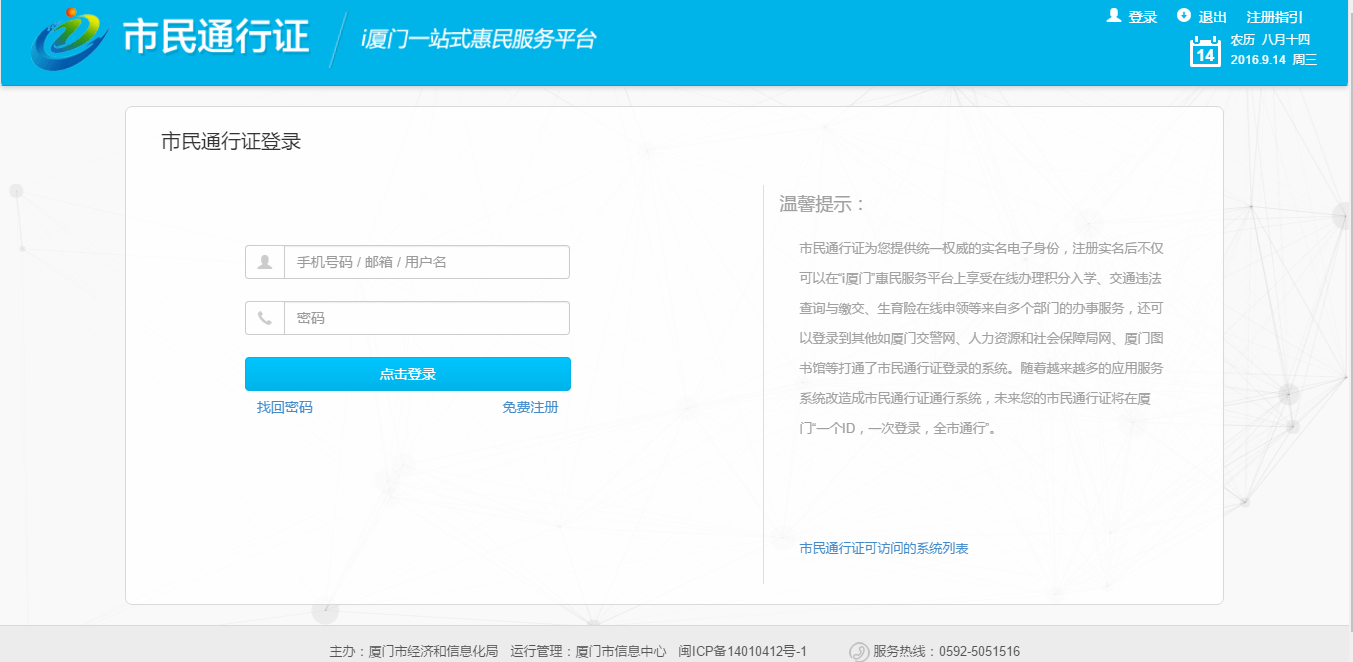 市民通行证
i厦门一站式惠民服务平台
登录 退出 注册指引
农历 八月十四
14
2016.9.14 周三
市民通行证登录
手机号码 / 邮箱 / 用户名
密码
点击登录
找回密码 免费注册
温馨提示：
市民通行证为您提供统一权威的实名电子身份，注册实名后不仅
可以在“i厦门”惠民服务平台上享受在线办理积分入学、交通违法
查询与缴交、生育险在线申领等来自多个部门的办事服务，还可
以登录到其他如厦门交警网、人力资源和社会保障局网、厦门图
书馆等打通了市民通行证登录的系统。随着越来越多的应用服务
系统改造成市民通行证通行系统，未来您的市民通行证将在厦
门“一个ID，一次登录，全市通行”。
市民通行证可访问的系统列表
主办：厦门市经济和信息化局 运行管理：厦门市信息中心 闽ICP备14010412号-1 服务热线：0592-5051516